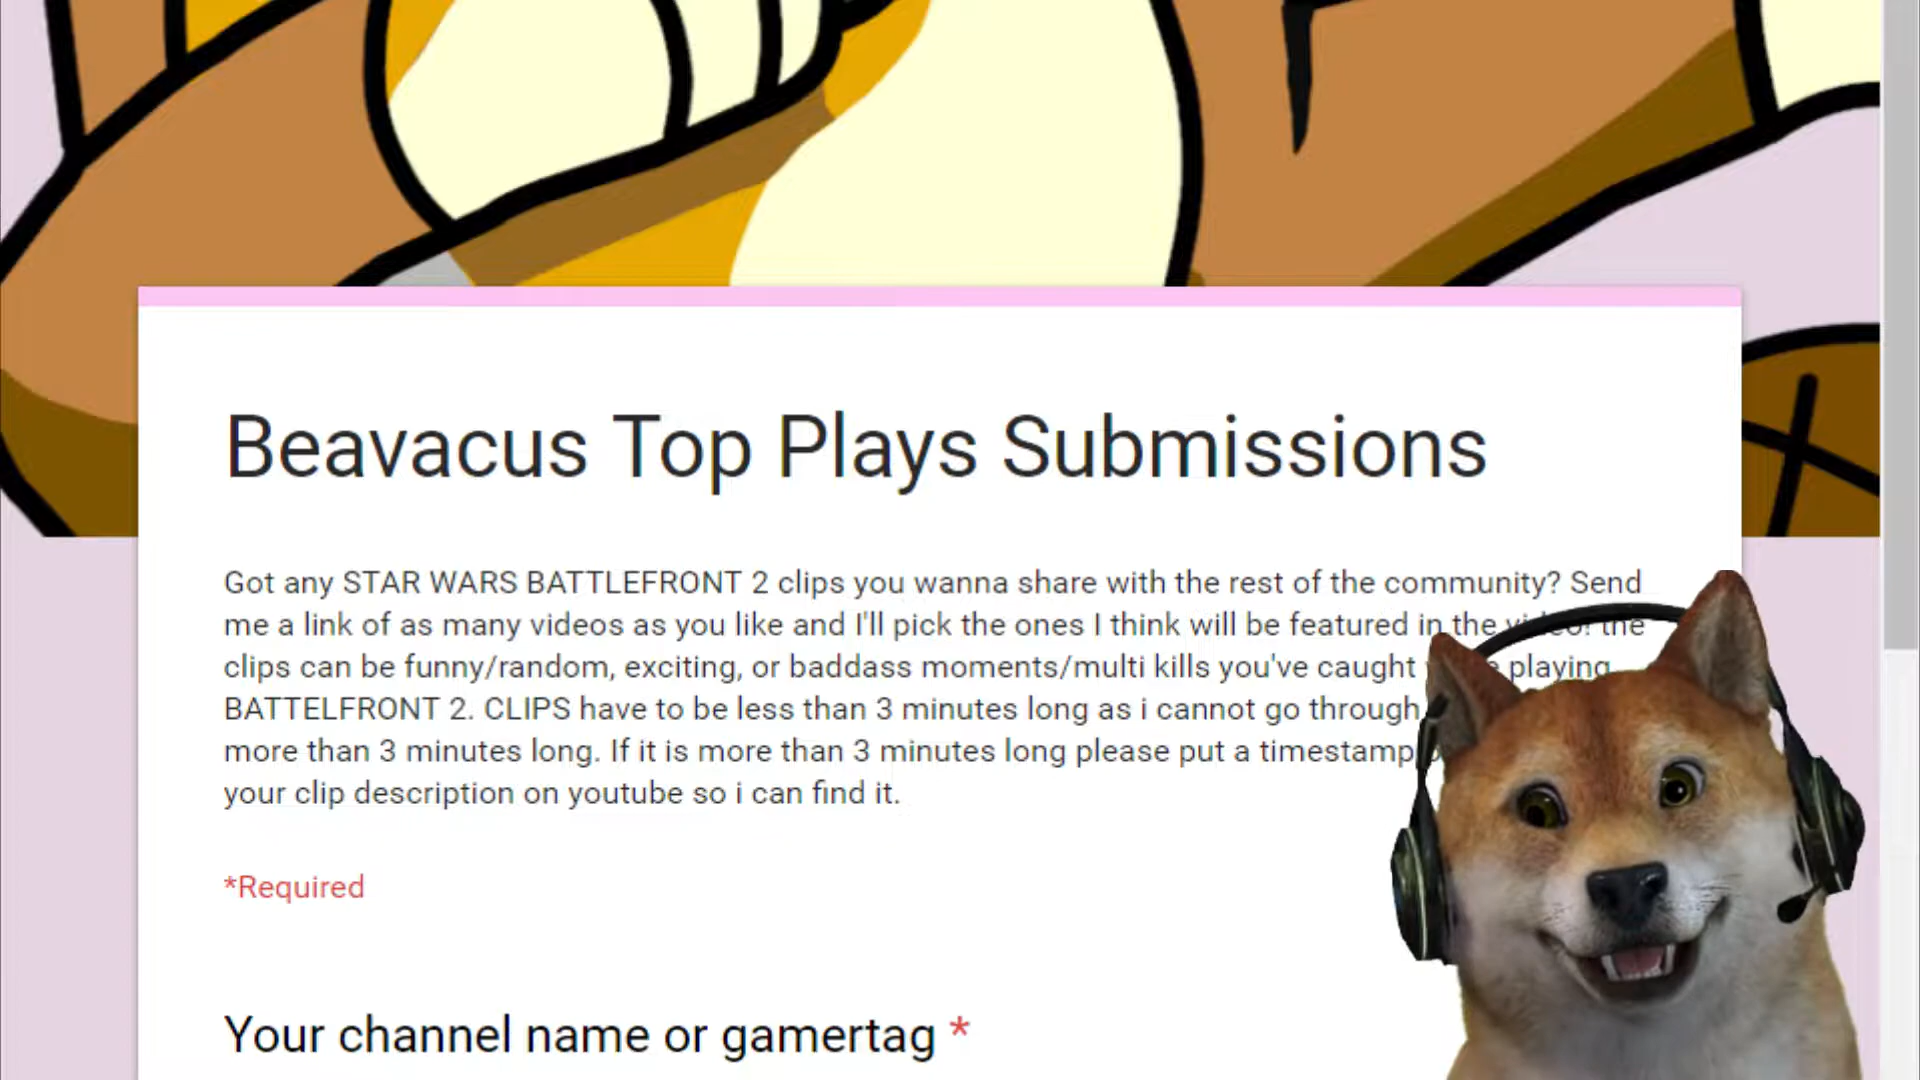 Beavacus Top Plays Submissions
Got any STAR WARS BATTLEFRONT 2 clips you wanna share with the rest of the community? Send
me a link of as many videos as you like and I'll pick the ones I think will be featured in the video! the
clips can be funny/random, exciting, or baddass moments/multi kills you've caught playing
BATTELFRONT 2. CLIPS have to be less than 3 minutes long as i cannot go through
more than 3 minutes long. If it is more than 3 minutes long please put a timestamp
your clip description on youtube so i can find it.
*Required
Your channel name or gamertag *